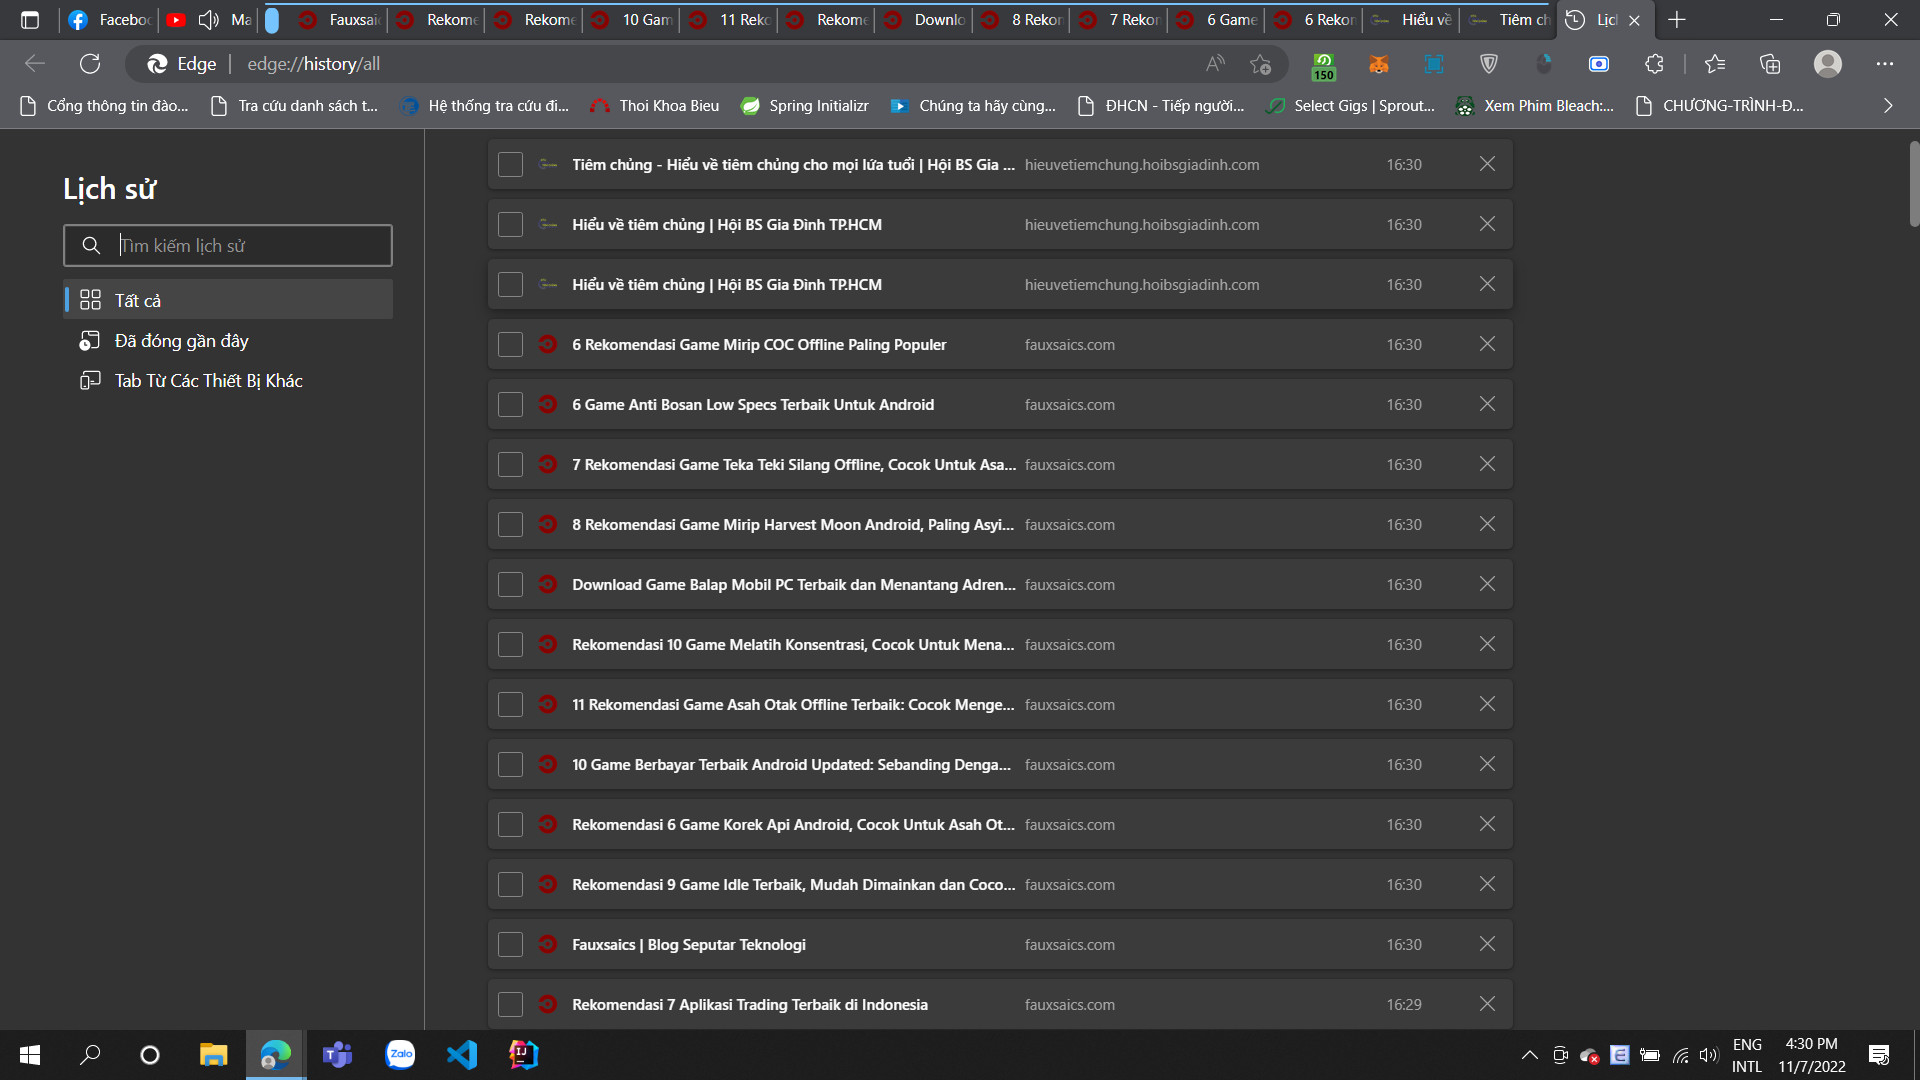 Facebo
Ma
Fauxsaic
Rekome
Rekome
10 Gam
11 Reko
Rekome
Downlo
8 Rekon
7 Rekon
6 Game
6 Rekon
Hiểu về
Tiêm ch
Lịc
Edge
edge://history/all
150
Cổng thông tin đào...
Tra cứu danh sách t...
Hệ thống tra cứu đi...
Thoi Khoa Bieu
Spring Initializr
Chúng ta hãy cùng...
ĐHCN - Tiếp người...
Select Gigs | Sprout...
Xem Phim Bleach:...
CHƯƠNG-TRÌNH-Đ...
Lịch sử
Tìm kiếm lịch sử
Tất cả
Đã đóng gần đây
Tab Từ Các Thiết Bị Khác
Tiêm chủng - Hiểu về tiêm chủng cho mọi lứa tuổi | Hội BS Gia ... hieuvetiemchung.hoibsgiadinh.com 16:30
Hiểu về tiêm chủng | Hội BS Gia Đình TP.HCM hieuvetiemchung.hoibsgiadinh.com 16:30
Hiểu về tiêm chủng | Hội BS Gia Đình TP.HCM hieuvetiemchung.hoibsgiadinh.com 16:30
6 Rekomendasi Game Mirip COC Offline Paling Populer fauxsaics.com 16:30
6 Game Anti Bosan Low Specs Terbaik Untuk Android fauxsaics.com 16:30
7 Rekomendasi Game Teka Teki Silang Offline, Cocok Untuk Asa... fauxsaics.com 16:30
8 Rekomendasi Game Mirip Harvest Moon Android, Paling Asyi... fauxsaics.com 16:30
Download Game Balap Mobil PC Terbaik dan Menantang Adren... fauxsaics.com 16:30
Rekomendasi 10 Game Melatih Konsentrasi, Cocok Untuk Mena... fauxsaics.com 16:30
11 Rekomendasi Game Asah Otak Offline Terbaik: Cocok Menge... fauxsaics.com 16:30
10 Game Berbayar Terbaik Android Updated: Sebanding Denga... fauxsaics.com 16:30
Rekomendasi 6 Game Korek Api Android, Cocok Untuk Asah Ot... fauxsaics.com 16:30
Rekomendasi 9 Game Idle Terbaik, Mudah Dimainkan dan Coco... fauxsaics.com 16:30
Fauxsaics | Blog Seputar Teknologi fauxsaics.com 16:30
Rekomendasi 7 Aplikasi Trading Terbaik di Indonesia fauxsaics.com 16:29
Zalo
ENG
INTL
4:30 PM
11/7/2022